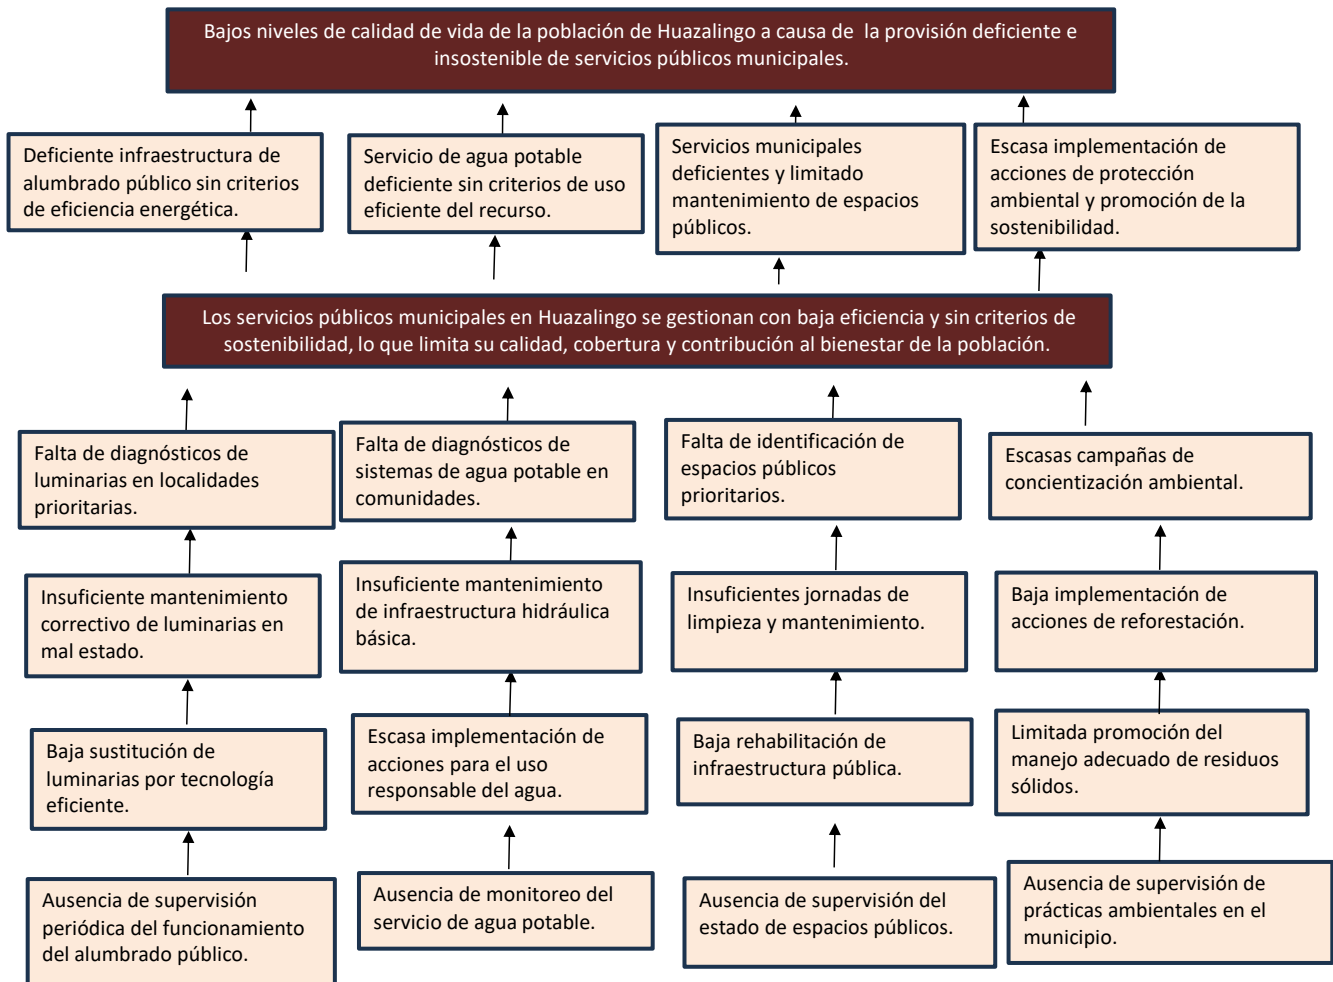 Bajos niveles de calidad de vida de la población de Huazalingo a causa de  la provisión deficiente e
insostenible de servicios públicos municipales.
Deficiente infraestructura de
alumbrado público sin criterios
de eficiencia energética.
Servicio de agua potable
deficiente sin criterios de uso
eficiente del recurso.
Servicios municipales
deficientes y limitado
mantenimiento de espacios
públicos.
Escasa implementación de
acciones de protección
ambiental y promoción de la
sostenibilidad.
Los servicios públicos municipales en Huazalingo se gestionan con baja eficiencia y sin criterios de
sostenibilidad, lo que limita su calidad, cobertura y contribución al bienestar de la población.
Falta de diagnósticos de
luminarias en localidades
prioritarias.
Falta de diagnósticos de
sistemas de agua potable en
comunidades.
Falta de identificación de
espacios públicos
prioritarios.
Escasas campañas de
concientización ambiental.
Insuficiente mantenimiento
correctivo de luminarias en
mal estado.
Insuficiente mantenimiento
de infraestructura hidráulica
básica.
Insuficientes jornadas de
limpieza y mantenimiento.
Baja implementación de
acciones de reforestación.
Baja sustitución de
luminarias por tecnología
eficiente.
Escasa implementación de
acciones para el uso
responsable del agua.
Baja rehabilitación de
infraestructura pública.
Limitada promoción del
manejo adecuado de residuos
sólidos.
Ausencia de supervisión
periódica del funcionamiento
del alumbrado público.
Ausencia de monitoreo del
servicio de agua potable.
Ausencia de supervisión del
estado de espacios públicos.
Ausencia de supervisión de
prácticas ambientales en el
municipio.